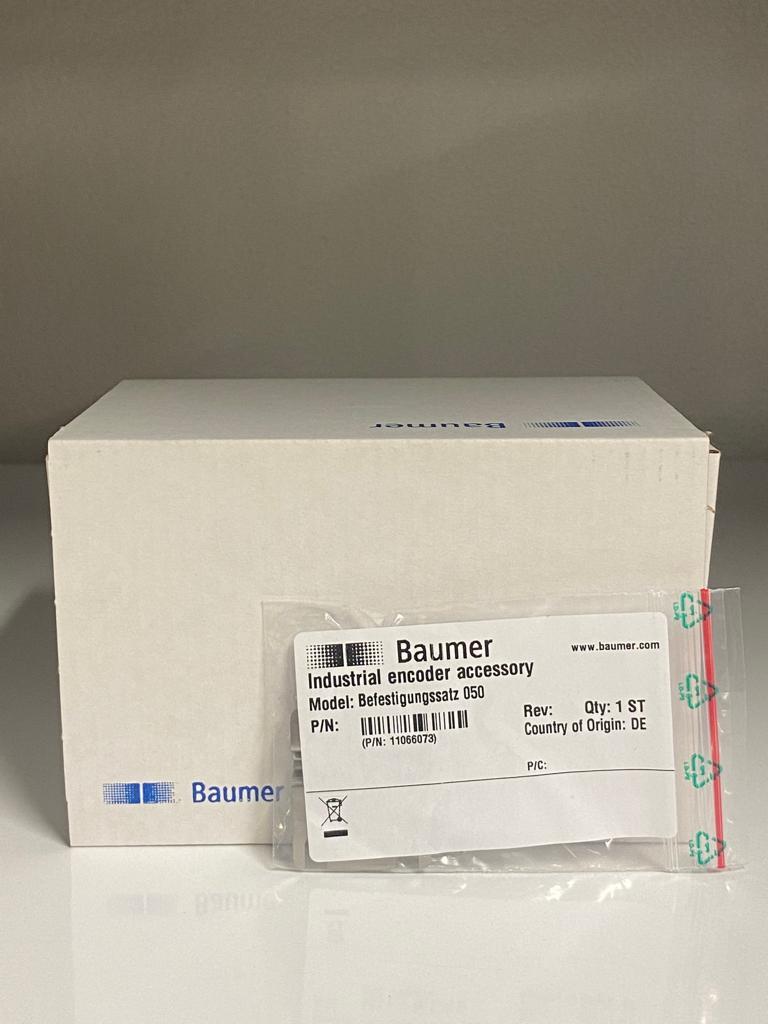 Baumer
Baumer www.baumer.com
Industrial encoder accessory
Model: Befestigungssatz 050
P/N: Rev: Qty: 1 ST
(P/N: 11066073) Country of Origin: DE
P/C:
Baumer